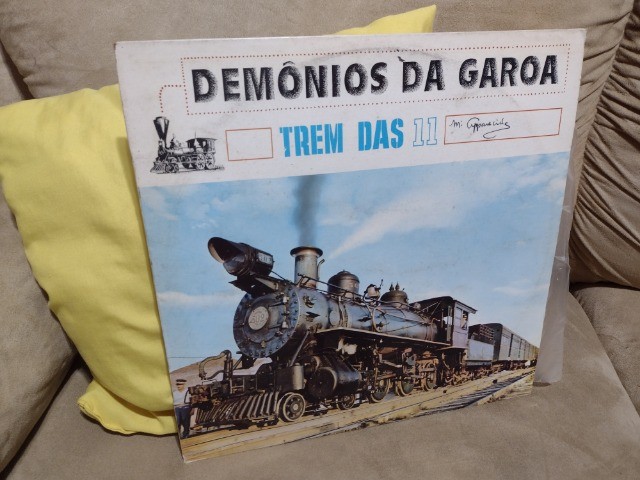 DEMÔNIOS DA GAROA
TREM DAS 11